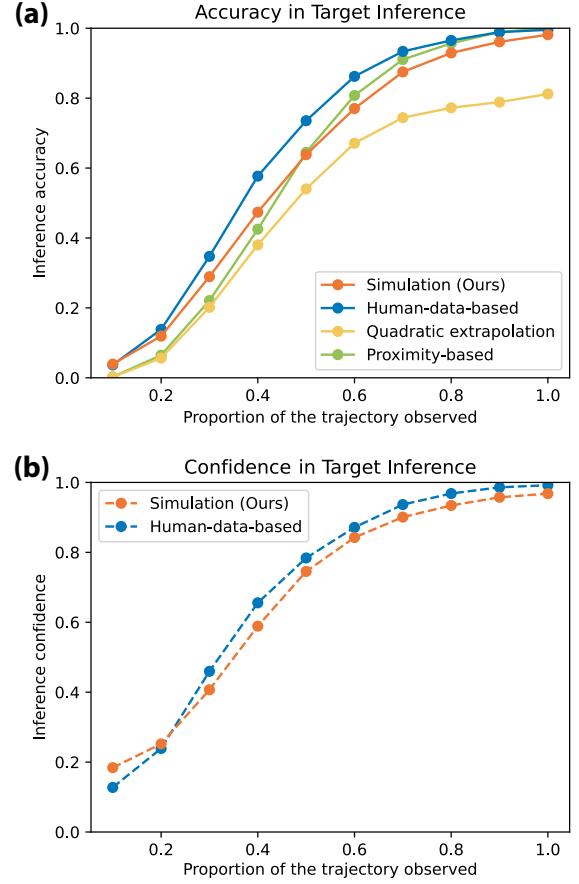 (a)
Accuracy in Target Inference
Inference accuracy
1.0
0.8
0.6
0.4
0.2
0.0
Simulation (Ours)
Human-data-based
Quadratic extrapolation
Proximity-based
0.2 0.4 0.6 0.8 1.0
Proportion of the trajectory observed
(b)
Confidence in Target Inference
Inference confidence
1.0
0.8
0.6
0.4
0.2
0.0
Simulation (Ours)
Human-data-based
0.2 0.4 0.6 0.8 1.0
Proportion of the trajectory observed